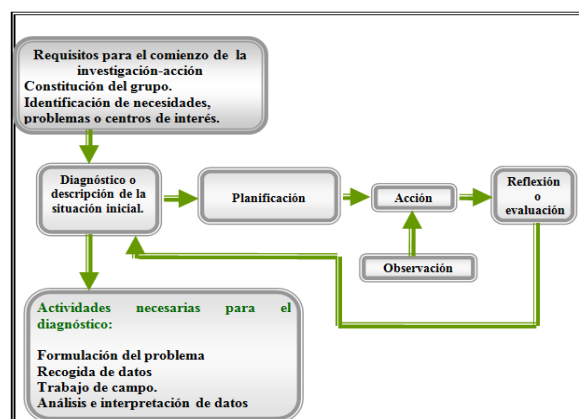 Requisitos para el comienzo de la
investigación-acción
Constitución del grupo.
Identificación de necesidades,
problemas o centros de interés.
Diagnóstico o
descripción de la
situación inicial.
Planificación
Acción
Reflexión
o
evaluación
Observación
Actividades necesarias para el
diagnóstico:
Formulación del problema
Recogida de datos
Trabajo de campo.
Análisis e interpretación de datos